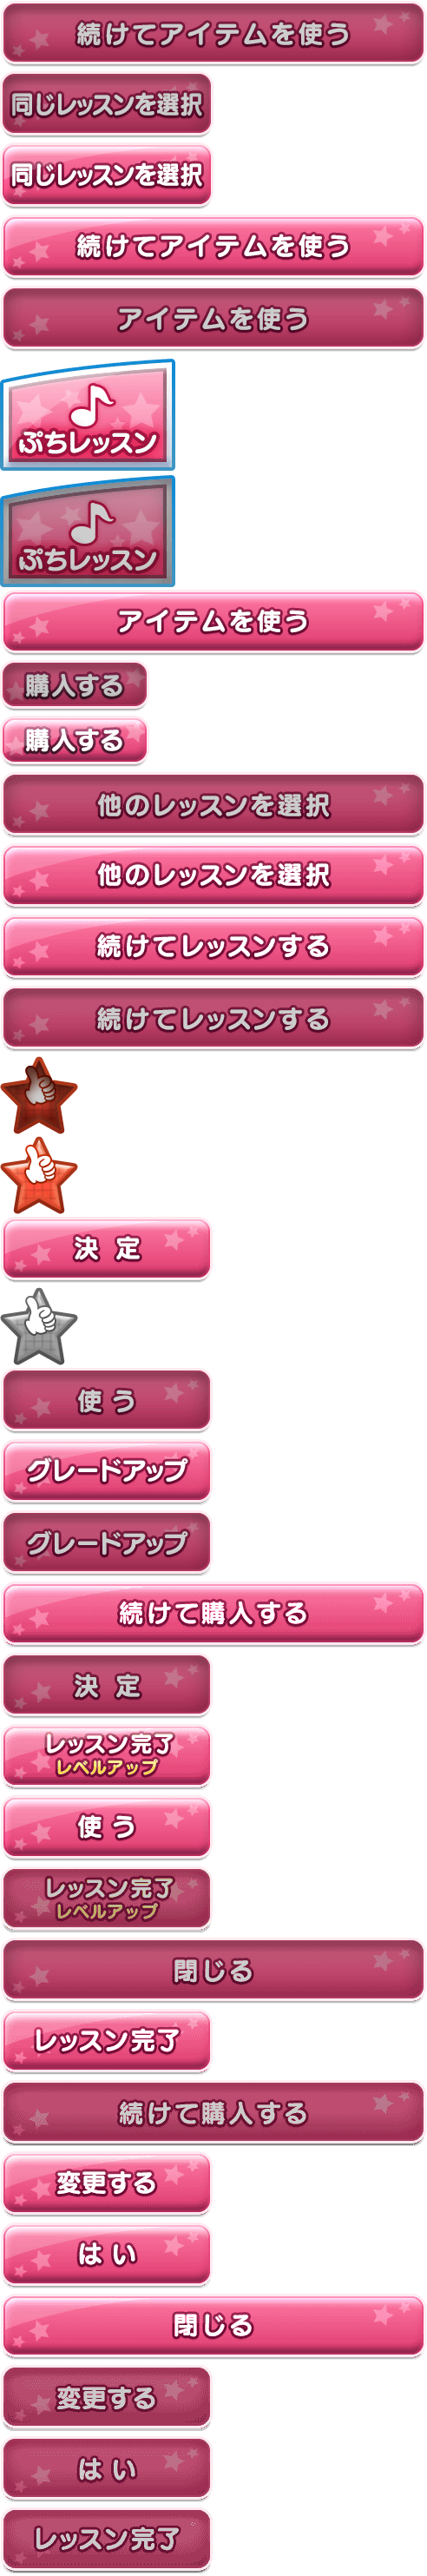 続けてアイテムを使う
同じレッスンを選択
同じレッスンを選択
続けてアイテムを使う
アイテムを使う
ぷちレッスン
ぷちレッスン
アイテムを使う
購入する
購入する
他のレッスンを選択
他のレッスンを選択
続けてレッスンする
続けてレッスンする
決 定
使 う
グレードアップ
グレードアップ
続けて購入する
決 定
レッスン完了
レベルアップ
使 う
レッスン完了
レベルアップ
閉じる
レッスン完了
続けて購入する
変更する
は い
閉じる
変更する
は い
レッスン完了